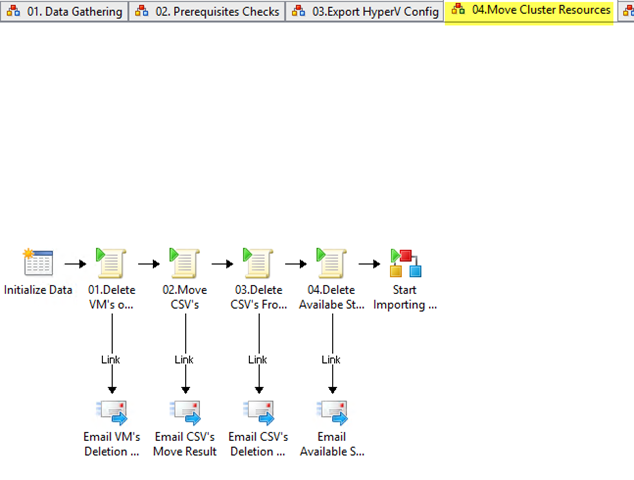 01. Data Gathering
02. Prerequisites Checks
03.Export HyperV Config
04.Move Cluster Resources
Initialize Data
01.Delete
VM's o...
02.Move
CSV's
03.Delete
CSV's Fro...
04.Delete
Availabe St...
Start
Importing ...
Link
Link
Link
Link
Email VM's
Deletion ...
Email CSV's
Move Result
Email CSV's
Deletion ...
Email
Available S...